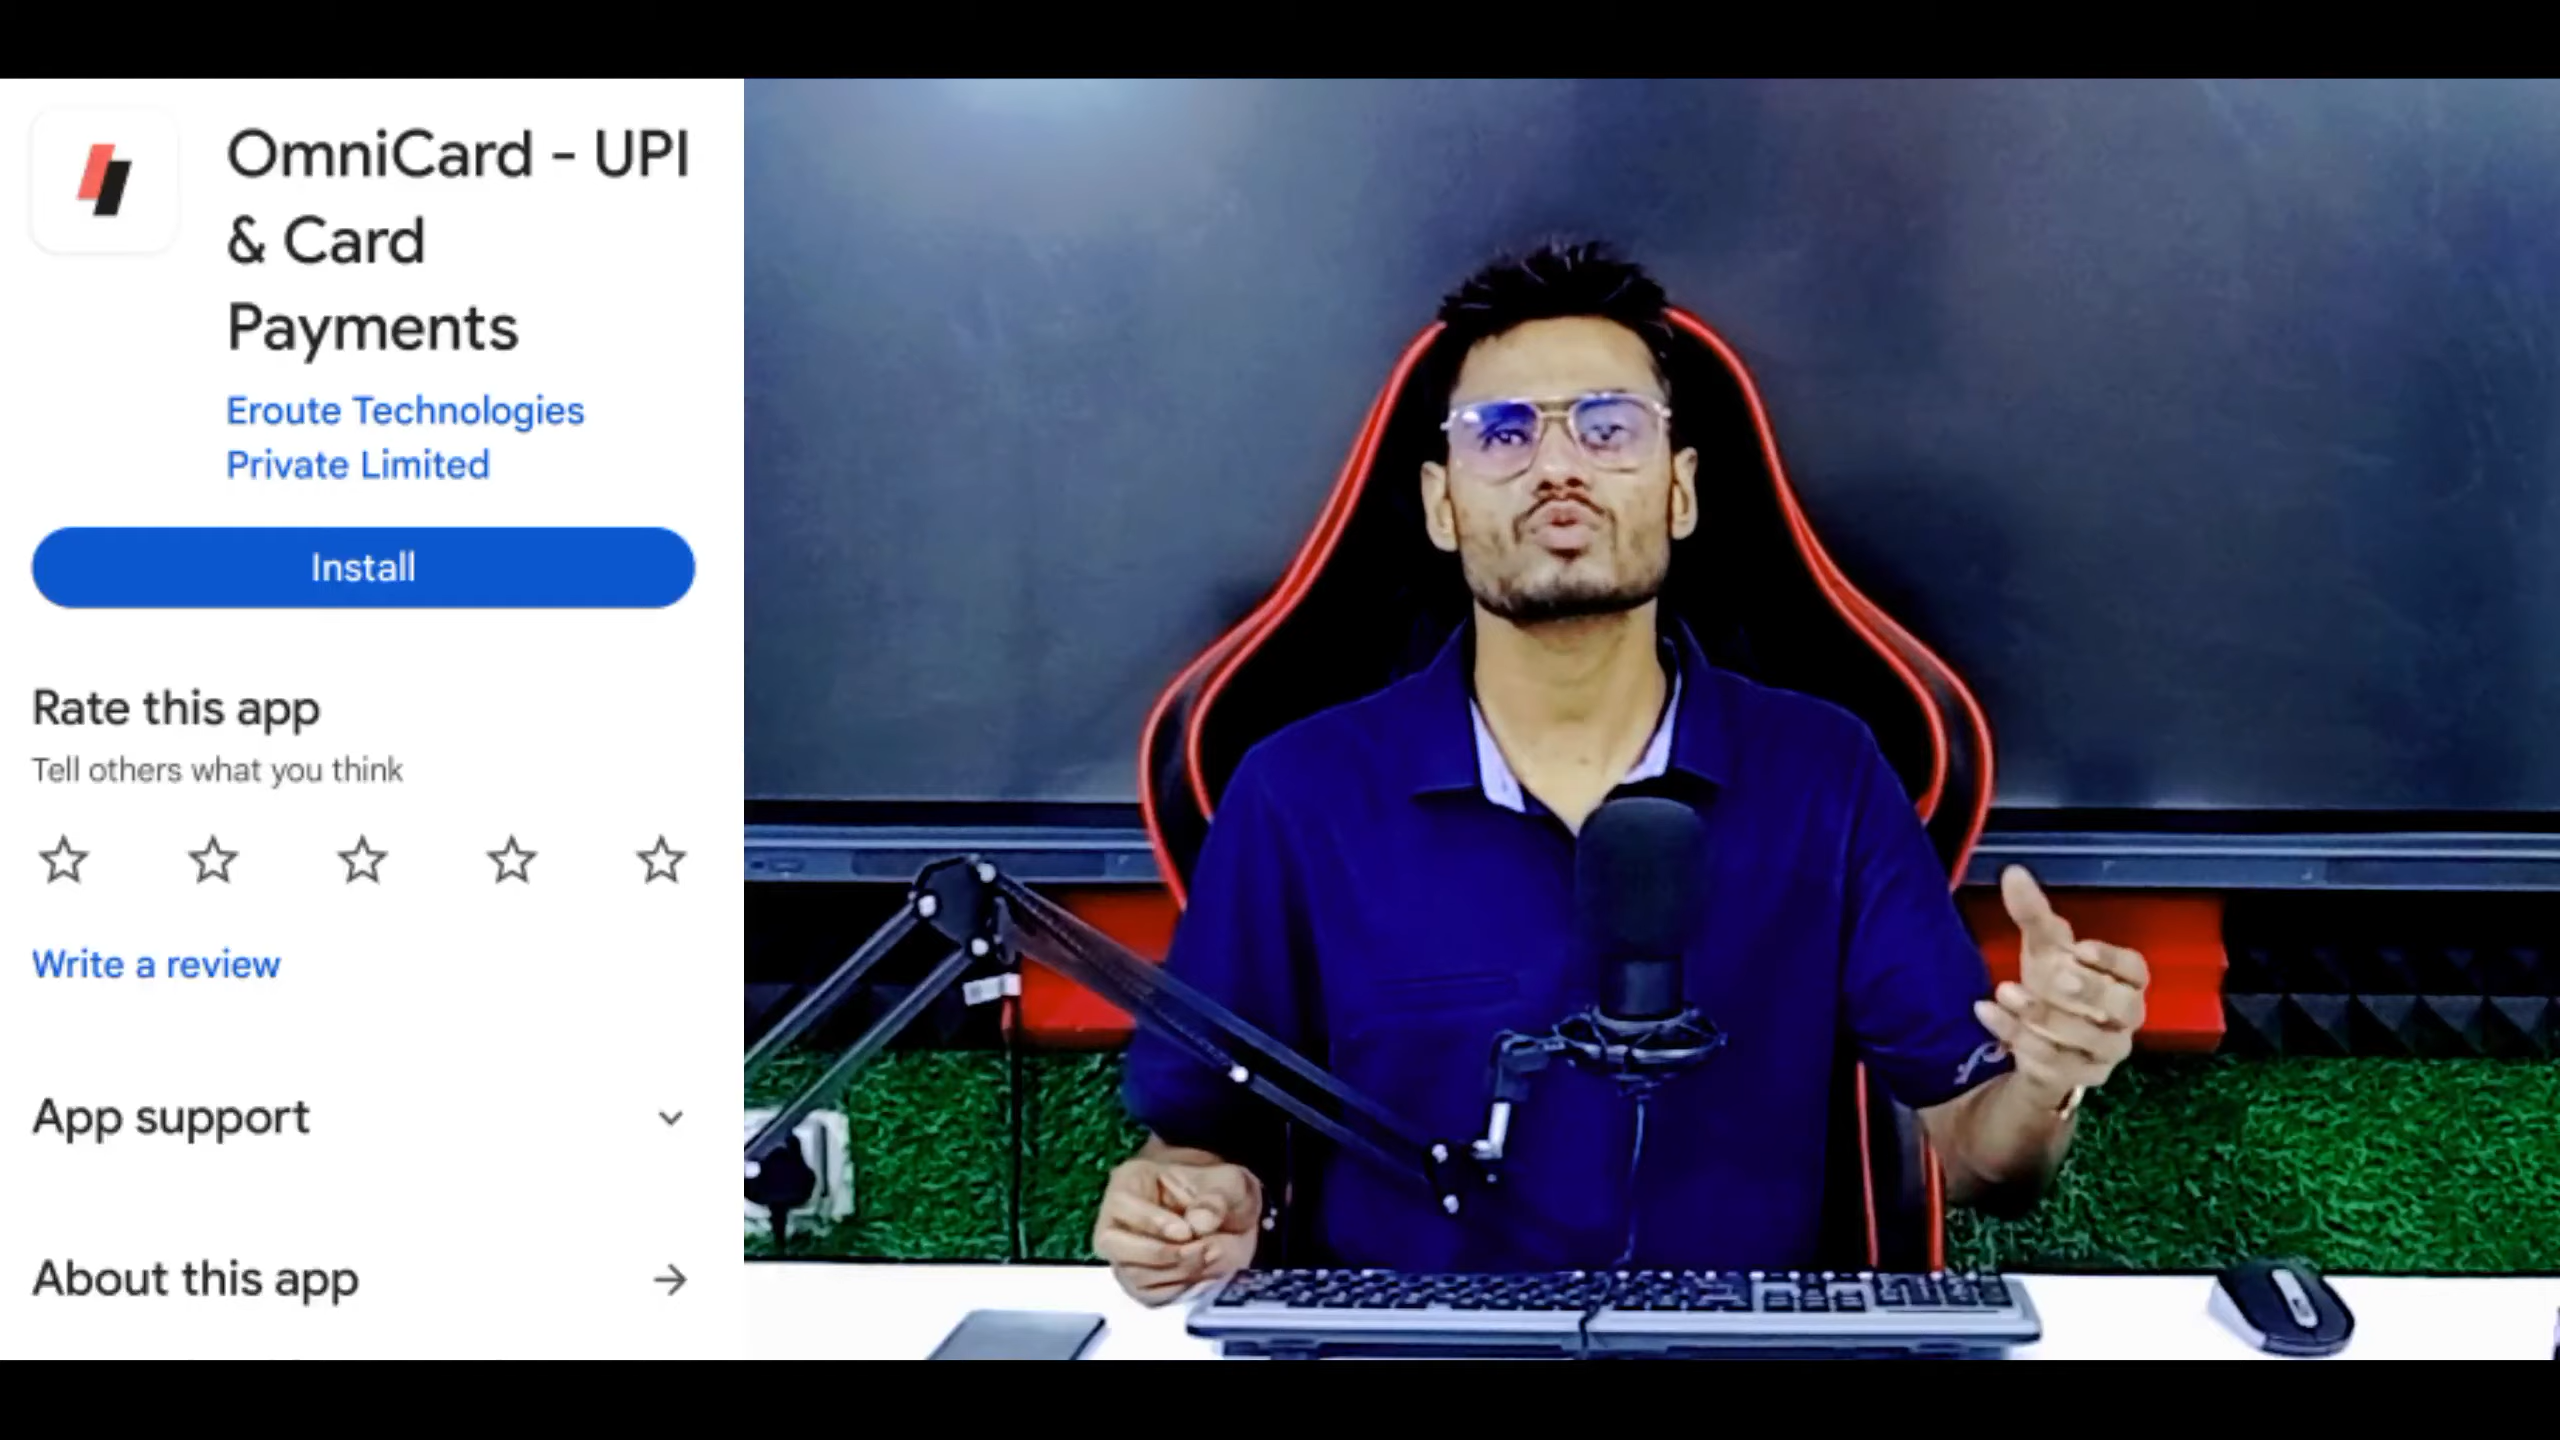 OmniCard - UPI
& Card
Payments
Eroute Technologies
Private Limited
Install
Rate this app
Tell others what you think
Write a review
App support
About this app